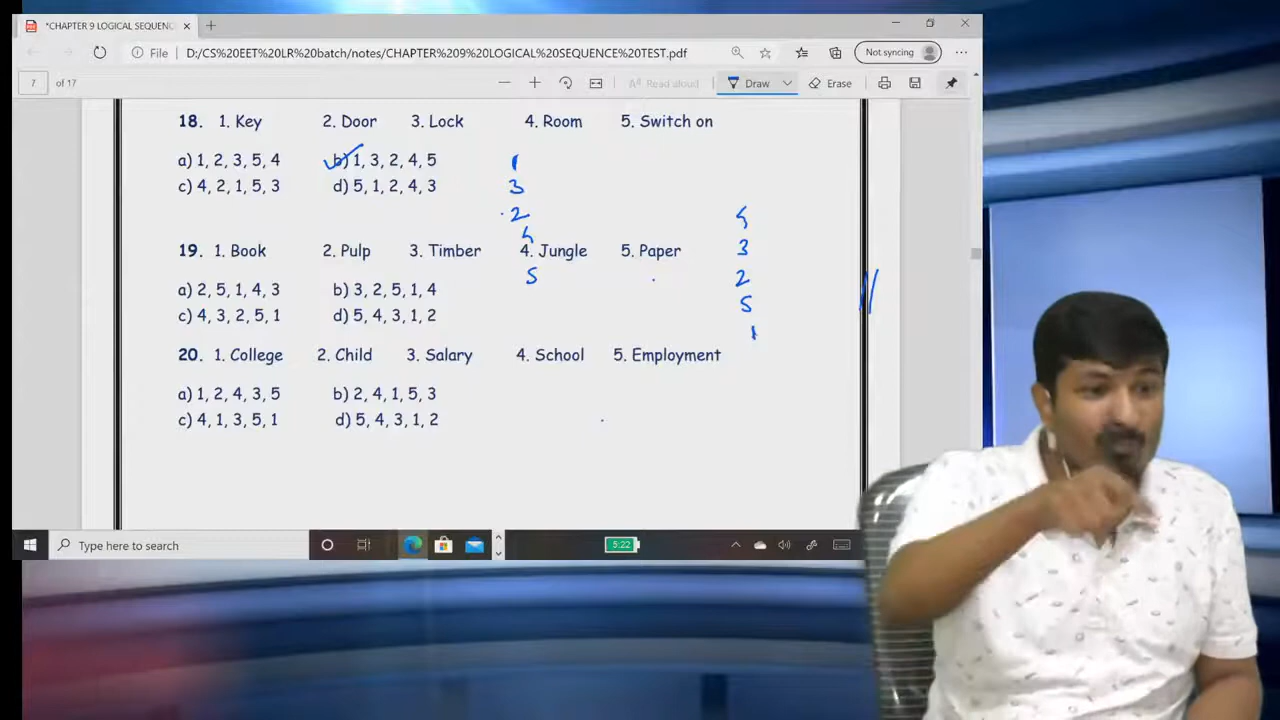 *CHAPTER 9 LOGICAL SEQUENC
File D:/CS%20EET%20LR%20batch/notes/CHAPTER%209%20LOGICAL%20SEQUENCE%20TEST.pdf Not syncing
7 of 17 Read aloud Draw Erase
18. 1. Key 2. Door 3. Lock 4. Room 5. Switch on
a) 1, 2, 3, 5, 4 b) 1, 3, 2, 4, 5
c) 4, 2, 1, 5, 3 d) 5, 1, 2, 4, 3
1
3
2
4
5
19. 1. Book 2. Pulp 3. Timber 4. Jungle 5. Paper
a) 2, 5, 1, 4, 3 b) 3, 2, 5, 1, 4
c) 4, 3, 2, 5, 1 d) 5, 4, 3, 1, 2
4
3
2
5
1
20. 1. College 2. Child 3. Salary 4. School 5. Employment
a) 1, 2, 4, 3, 5 b) 2, 4, 1, 5, 3
c) 4, 1, 3, 5, 1 d) 5, 4, 3, 1, 2
Type here to search 5:22